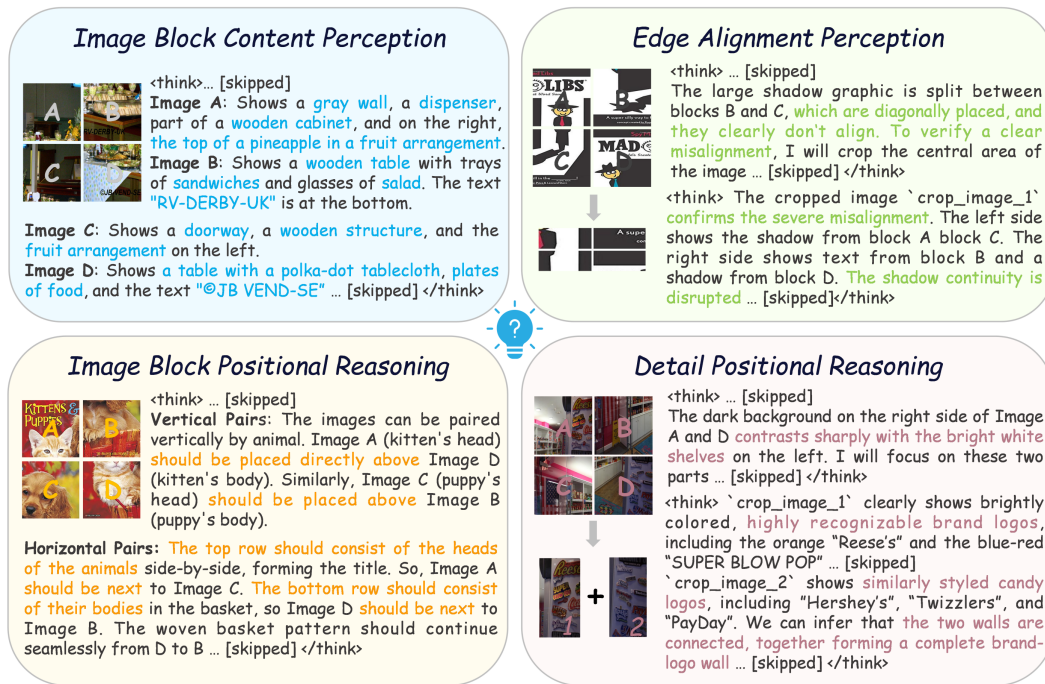 Image Block Content Perception
<think>... [skipped]
Image A: Shows a gray wall, a dispenser,
part of a wooden cabinet, and on the right,
the top of a pineapple in a fruit arrangement.
Image B: Shows a wooden table with trays
of sandwiches and glasses of salad. The text
"RV-DERBY-UK" is at the bottom.
Image C: Shows a doorway, a wooden structure, and the
fruit arrangement on the left.
Image D: Shows a table with a polka-dot tablecloth, plates
of food, and the text "©JB VEND-SE" ... [skipped] </think>
A
B
RV-DERBY-UK
C
D
©JB VEND-SE
Edge Alignment Perception
<think> ... [skipped]
The large shadow graphic is split between
blocks B and C, which are diagonally placed, and
they clearly don't align. To verify a clear
misalignment, I will crop the central area of
the image ... [skipped] </think>
<think> The cropped image `crop_image_1`
confirms the severe misalignment. The left side
shows the shadow from block A block C. The
right side shows text from block B and a
shadow from block D. The shadow continuity is
disrupted ... [skipped]</think>
LIBS
B
A super silly way to
C
MAD
D
A supe
?
Image Block Positional Reasoning
<think> ... [skipped]
Vertical Pairs: The images can be paired
vertically by animal. Image A (kitten's head)
should be placed directly above Image D
(kitten's body). Similarly, Image C (puppy's
head) should be placed above Image B
(puppy's body).
Horizontal Pairs: The top row should consist of the heads
of the animals side-by-side, forming the title. So, Image A
should be next to Image C. The bottom row should consist
of their bodies in the basket, so Image D should be next to
Image B. The woven basket pattern should continue
seamlessly from D to B ... [skipped] </think>
KITTENS &
PUPPIES
A
B
C
D
Detail Positional Reasoning
<think> ... [skipped]
The dark background on the right side of Image
A and D contrasts sharply with the bright white
shelves on the left. I will focus on these two
parts ... [skipped] </think>
<think> `crop_image_1` clearly shows brightly
colored, highly recognizable brand logos,
including the orange "Reese's" and the blue-red
"SUPER BLOW POP" ... [skipped]
`crop_image_2` shows similarly styled candy
logos, including "Hershey's", "Twizzlers", and
"PayDay". We can infer that the two walls are
connected, together forming a complete brand-
logo wall ... [skipped] </think>
A
B
C
D
1
+
2